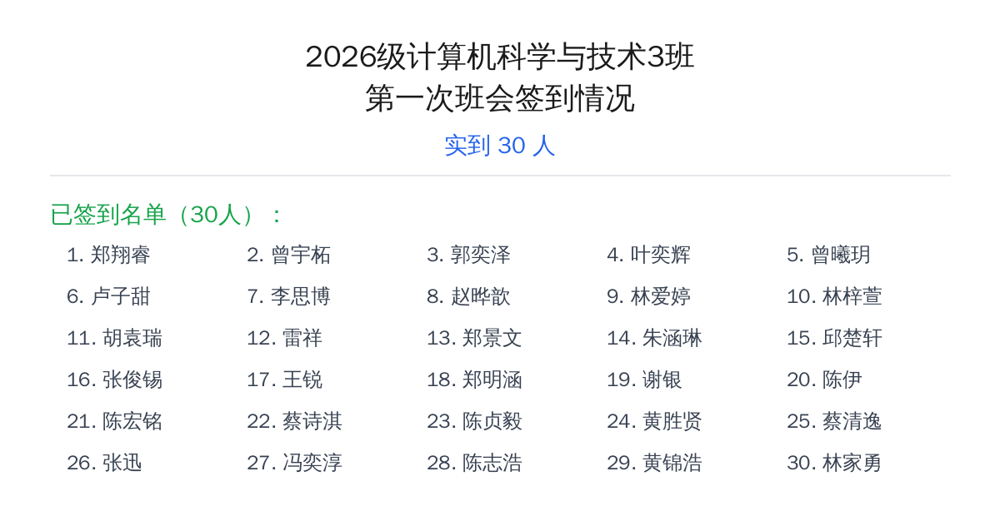 2026级计算机科学与技术3班
第一次班会签到情况
实到 30 人
已签到名单（30人）：
1. 郑翔睿 2. 曾宇柘 3. 郭奕泽 4. 叶奕辉 5. 曾曦玥
6. 卢子甜 7. 李思博 8. 赵晔歆 9. 林爱婷 10. 林梓萱
11. 胡袁瑞 12. 雷祥 13. 郑景文 14. 朱涵琳 15. 邱楚轩
16. 张俊锡 17. 王锐 18. 郑明涵 19. 谢银 20. 陈伊
21. 陈宏铭 22. 蔡诗淇 23. 陈贞毅 24. 黄胜贤 25. 蔡清逸
26. 张迅 27. 冯奕淳 28. 陈志浩 29. 黄锦浩 30. 林家勇